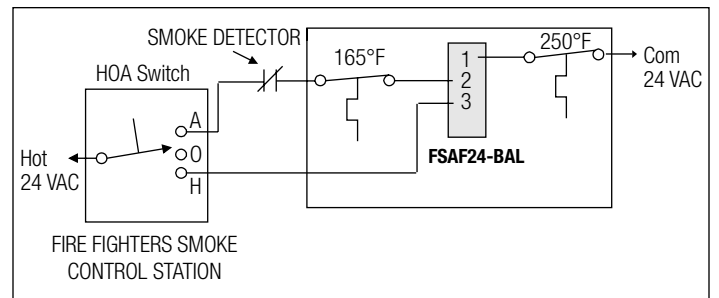 SMOKE DETECTOR
HOA Switch
165°F
250°F
1
2
3
Com
24 VAC
A
O
H
Hot
24 VAC
FSAF24-BAL
FIRE FIGHTERS SMOKE
CONTROL STATION